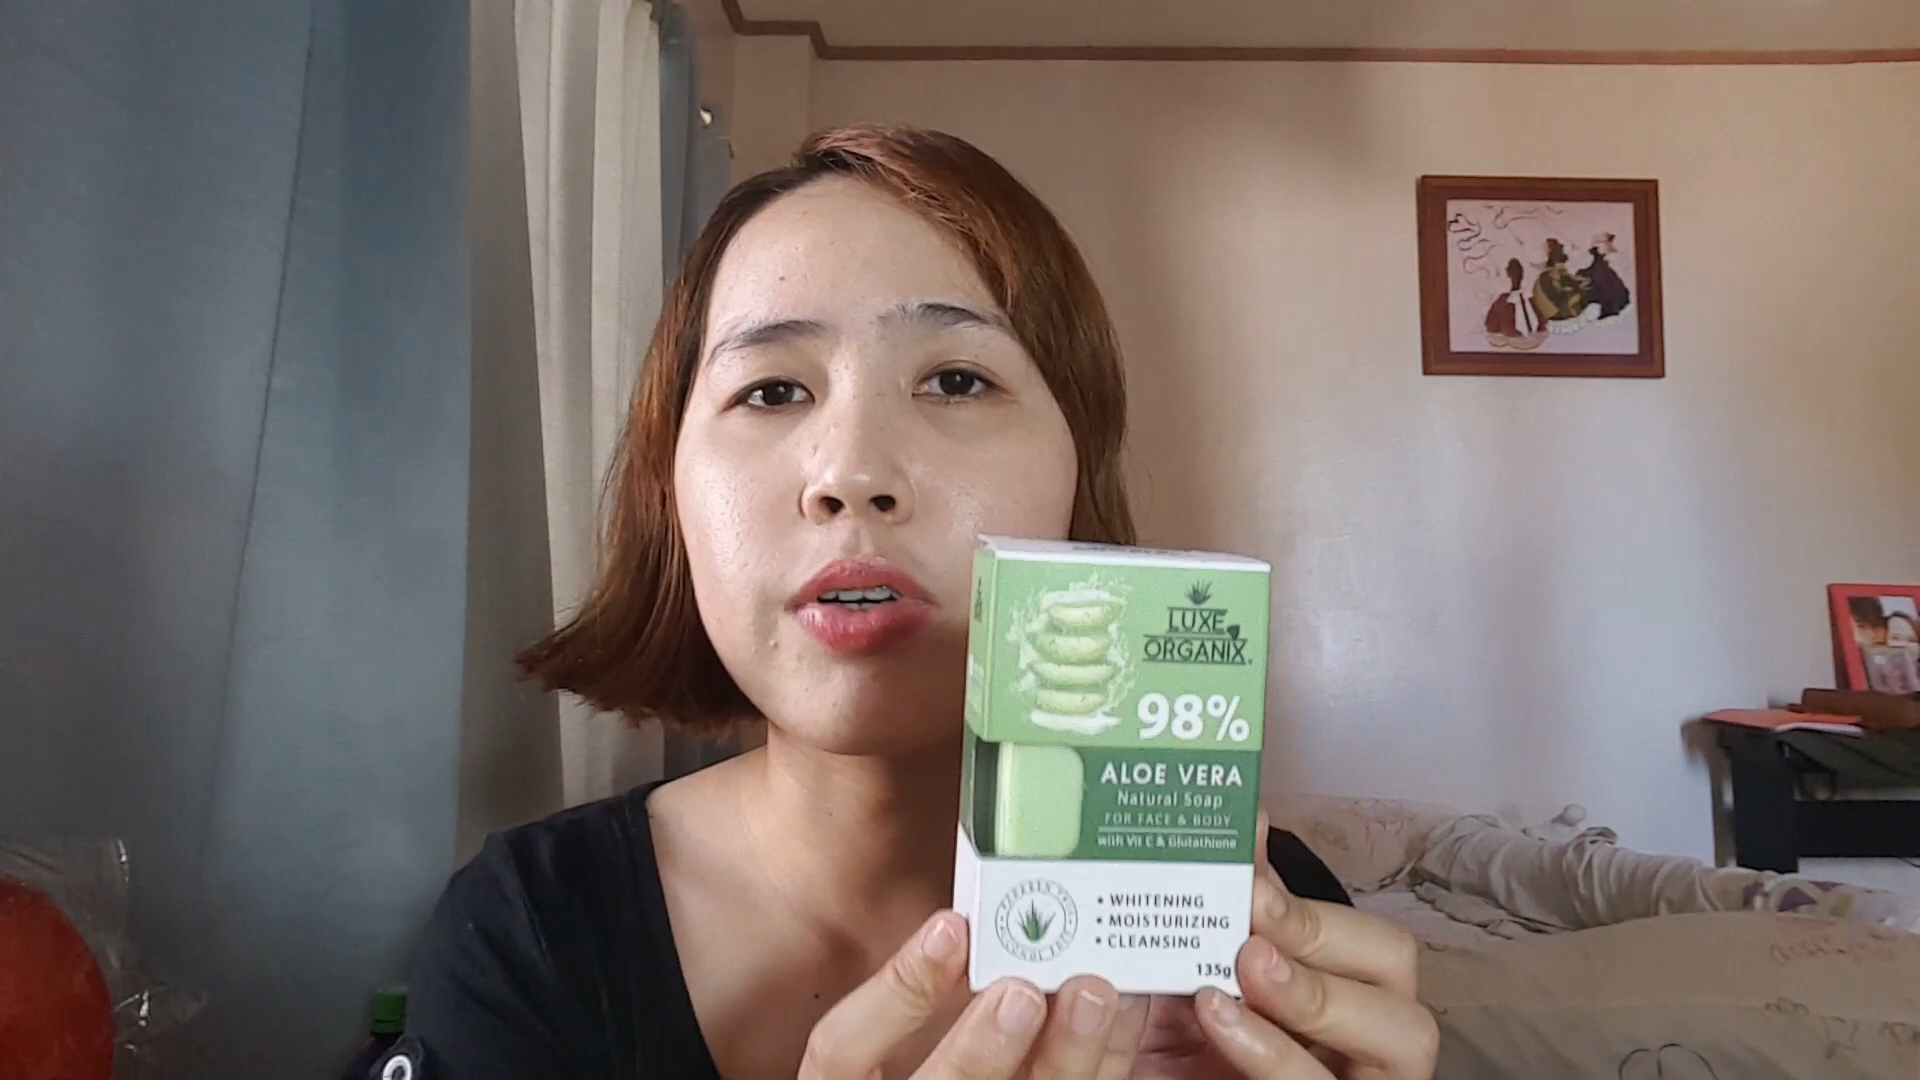 LUXE
ORGANIX
98%
ALOE VERA
Natural Soap
FOR FACE & BODY
with Vit C & Glutathione
• WHITENING
• MOISTURIZING
• CLEANSING
135g